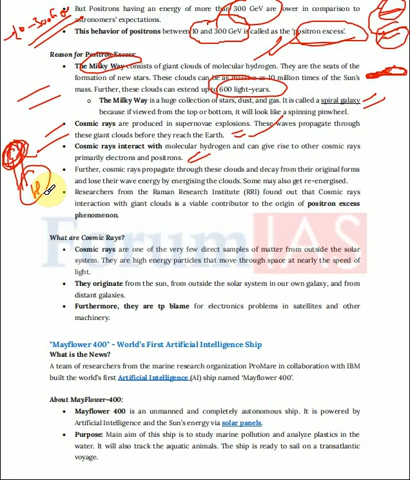 But Positrons having an energy of more than 300 GeV are lower in comparison to
astronomers' expectations.
This behavior of positrons between 10 and 300 GeV is called as the 'positron excess'.
10-300GeV
Reason for Positron Excess:
The Milky Way consists of giant clouds of molecular hydrogen. They are the seats of the
formation of new stars. These clouds can be as massive as 10 million times of the Sun's
mass. Further, these clouds can extend up to 600 light-years.
The Milky Way is a huge collection of stars, dust, and gas. It is called a spiral galaxy
because if viewed from the top or bottom, it will look like a spinning pinwheel.
Cosmic rays are produced in supernovae explosions. These waves propagate through
these giant clouds before they reach the Earth.
Cosmic rays interact with molecular hydrogen and can give rise to other cosmic rays
primarily electrons and positrons.
Further, cosmic rays propagate through these clouds and decay from their original forms
and lose their wave energy by energising the clouds. Some may also get re-energised.
Researchers from the Raman Research Institute (RRI) found out that Cosmic rays
interaction with giant clouds is a viable contributor to the origin of positron excess
phenomenon.
What are Cosmic Rays?
Cosmic rays are one of the very few direct samples of matter from outside the solar
system. They are high energy particles that move through space at nearly the speed of
light.
They originate from the sun, from outside the solar system in our own galaxy, and from
distant galaxies.
Furthermore, they are tp blame for electronics problems in satellites and other
machinery.
ForumIAS
"Mayflower 400" - World's First Artificial Intelligence Ship
What is the News?
A team of researchers from the marine research organization ProMare in collaboration with IBM
built the world's first Artificial Intelligence (AI) ship named 'Mayflower 400'.
About MayFlower-400:
Mayflower 400 is an unmanned and completely autonomous ship. It is powered by
Artificial Intelligence and the Sun's energy via solar panels.
Purpose: Main aim of this ship is to study marine pollution and analyze plastics in the
water. It will also track the aquatic animals. The ship is ready to sail on a transatlantic
voyage.